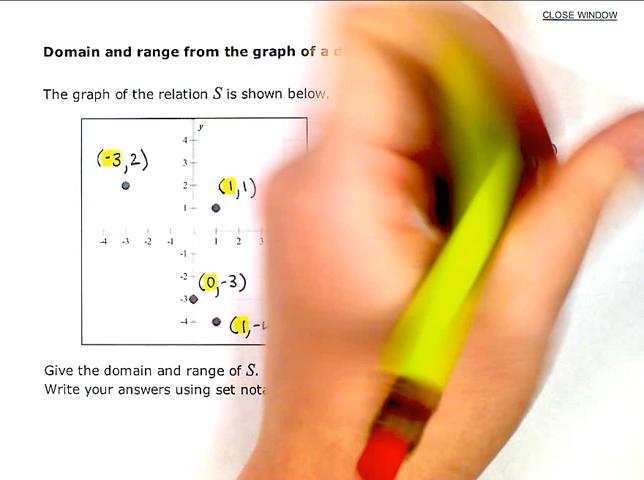 CLOSE WINDOW
Domain and range from the graph of a
The graph of the relation S is shown below.
y
4
(-3,2)
3
2
(1,1)
1
-4 -3 -2 -1 1 2 3
-1
-2
(0,-3)
-3
-4
(1,-
Give the domain and range of S.
Write your answers using set